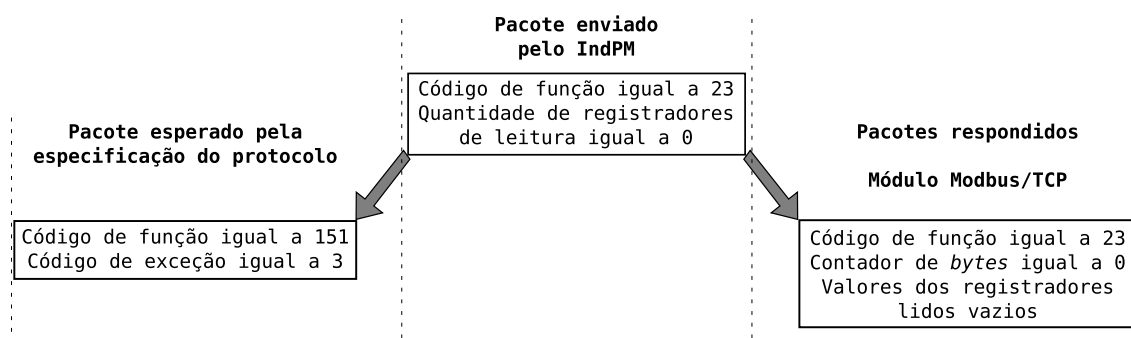 Pacote enviado
pelo IndPM
Código de função igual a 23
Quantidade de registradores
de leitura igual a 0
Pacote esperado pela
especificação do protocolo
Código de função igual a 151
Código de exceção igual a 3
Pacotes respondidos
Módulo Modbus/TCP
Código de função igual a 23
Contador de bytes igual a 0
Valores dos registradores
lidos vazios